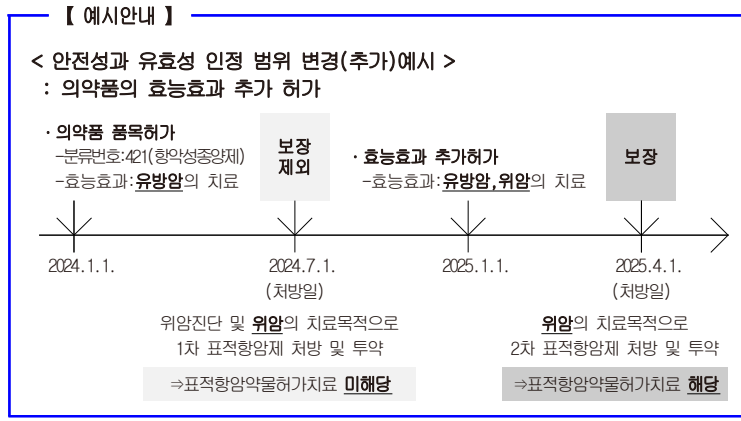 【 예시안내 】
< 안전성과 유효성 인정 범위 변경(추가)예시 >
: 의약품의 효능효과 추가 허가
· 의약품 품목허가
-분류번호:421(항악성종양제)
-효능효과:유방암의 치료
보장
제외
· 효능효과 추가허가
-효능효과:유방암,위암의 치료
보장
2024.1.1.
2024.7.1.
(처방일)
2025.1.1.
2025.4.1.
(처방일)
위암진단 및 위암의 치료목적으로
1차 표적항암제 처방 및 투약
⇒표적항암약물허가치료 미해당
위암의 치료목적으로
2차 표적항암제 처방 및 투약
⇒표적항암약물허가치료 해당